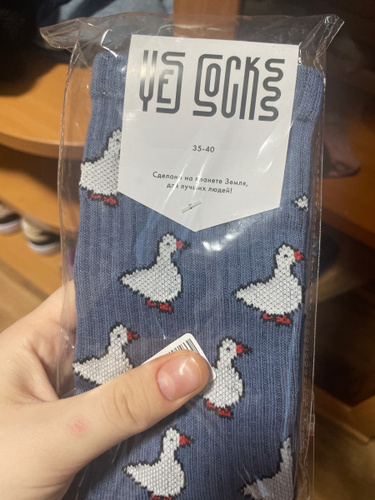 YES SOCKS
35-40
Сделано на планете Земля,
для лучших людей!